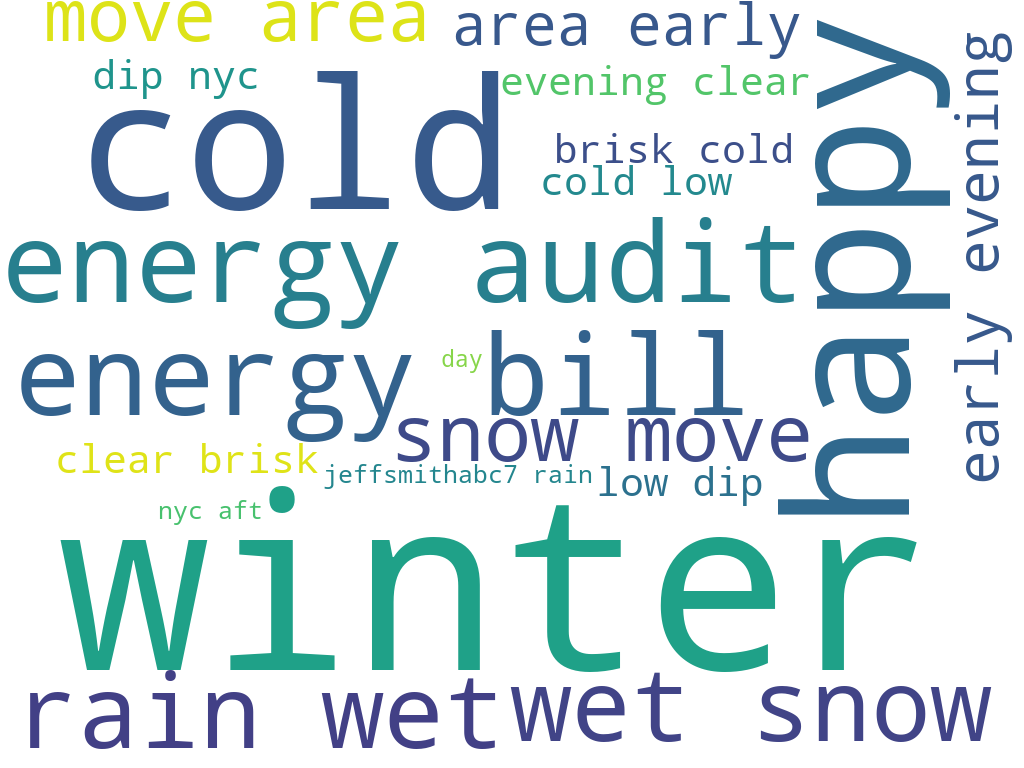 move area
area early
dip nyc
evening clear
cold
brisk cold
cold low
happy
early evening
energy audit
energy bill
day
snow move
clear brisk
jeffsmithabc7 rain
low dip
nyc aft
winter
rain wet
wet snow